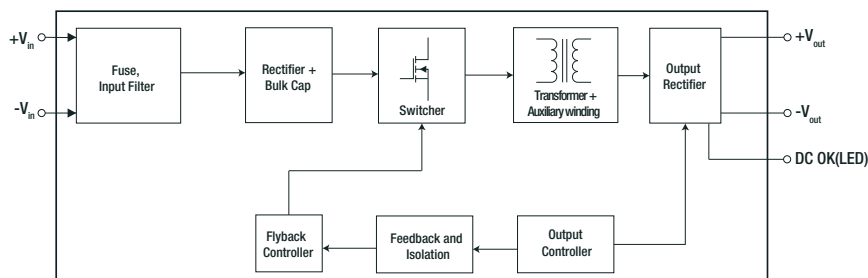 +Vin
-Vin
Fuse,
Input Filter
Rectifier +
Bulk Cap
Switcher
Transformer +
Auxiliary winding
Output
Rectifier
+Vout
-Vout
DC OK(LED)
Flyback
Controller
Feedback and
Isolation
Output
Controller